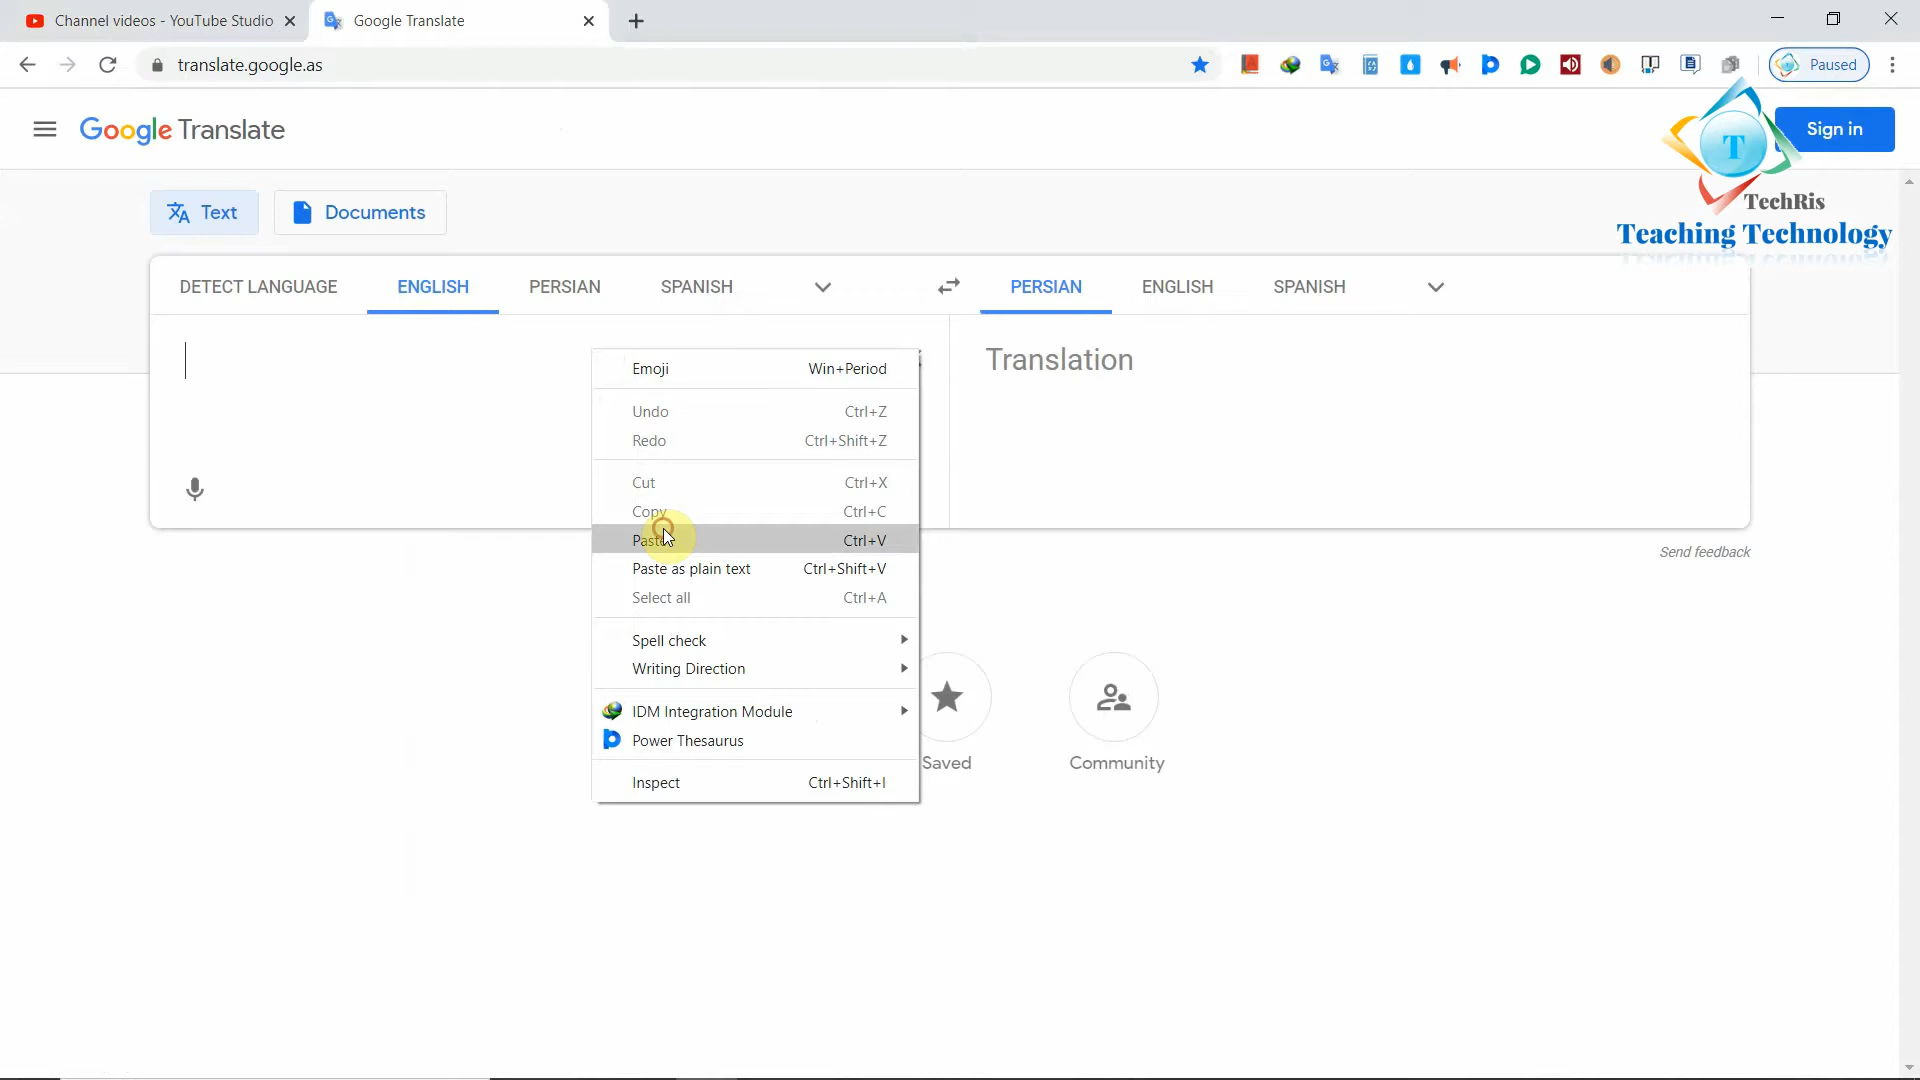 Channel videos - YouTube Studio
Google Translate
translate.google.as
Paused
Google Translate
Sign in
T
TechRis
Teaching Technology
Text
Documents
DETECT LANGUAGE ENGLISH PERSIAN SPANISH
PERSIAN ENGLISH SPANISH
Translation
Emoji Win+Period
Undo Ctrl+Z
Redo Ctrl+Shift+Z
Cut Ctrl+X
Copy Ctrl+C
Paste Ctrl+V
Paste as plain text Ctrl+Shift+V
Select all Ctrl+A
Spell check
Writing Direction
IDM Integration Module
Power Thesaurus
Inspect Ctrl+Shift+I
Send feedback
Saved
Community